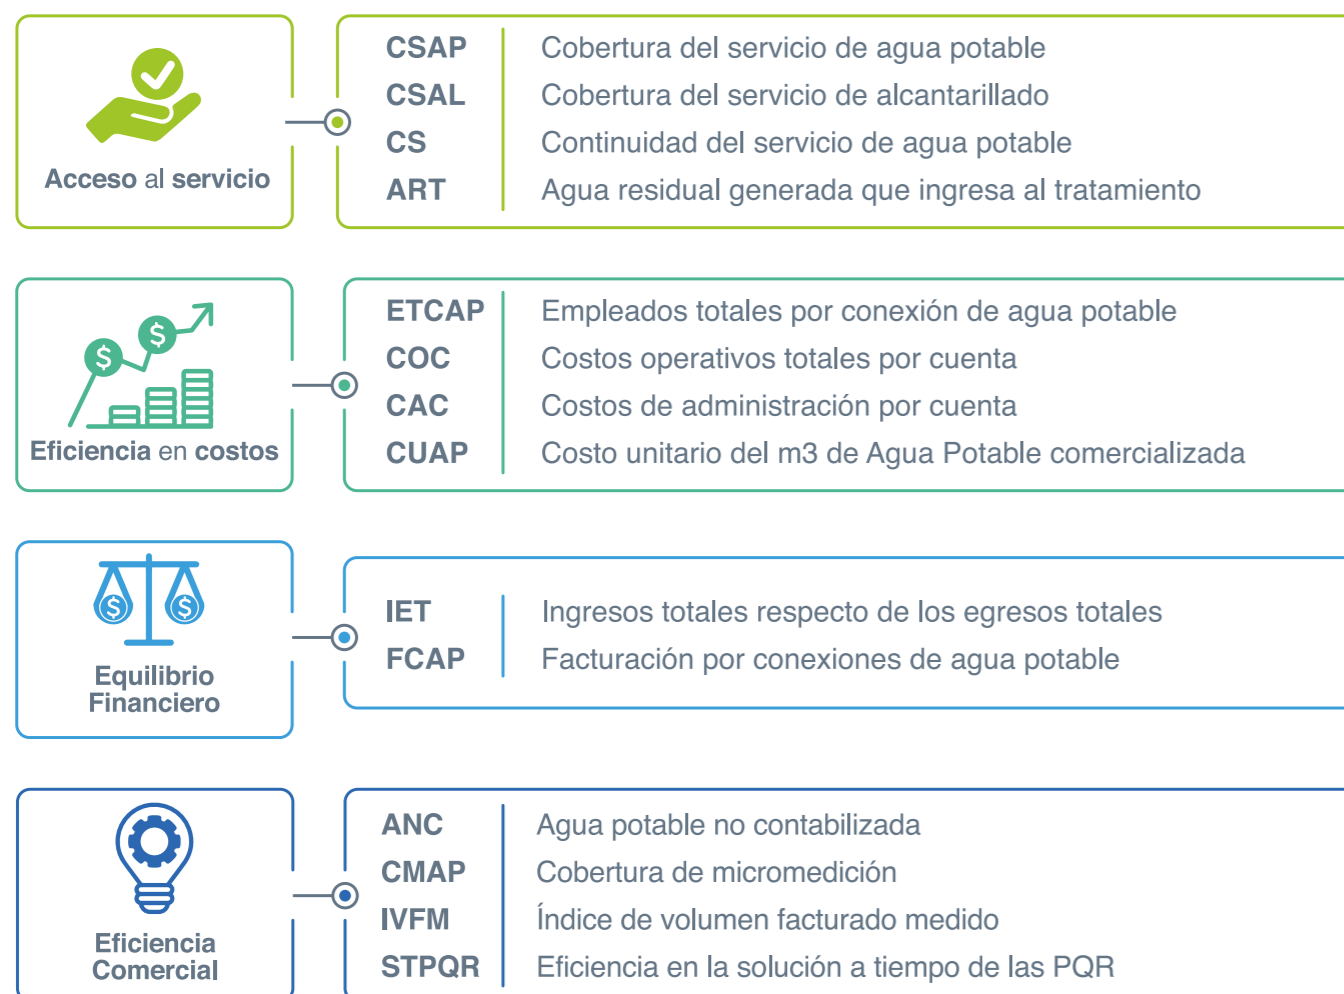 Acceso al servicio
CSAP Cobertura del servicio de agua potable
CSAL Cobertura del servicio de alcantarillado
CS Continuidad del servicio de agua potable
ART Agua residual generada que ingresa al tratamiento
$ $
Eficiencia en costos
ETCAP Empleados totales por conexión de agua potable
COC Costos operativos totales por cuenta
CAC Costos de administración por cuenta
CUAP Costo unitario del m3 de Agua Potable comercializada
$ $
Equilibrio
Financiero
IET Ingresos totales respecto de los egresos totales
FCAP Facturación por conexiones de agua potable
Eficiencia
Comercial
ANC Agua potable no contabilizada
CMAP Cobertura de micromedición
IVFM Índice de volumen facturado medido
STPQR Eficiencia en la solución a tiempo de las PQR